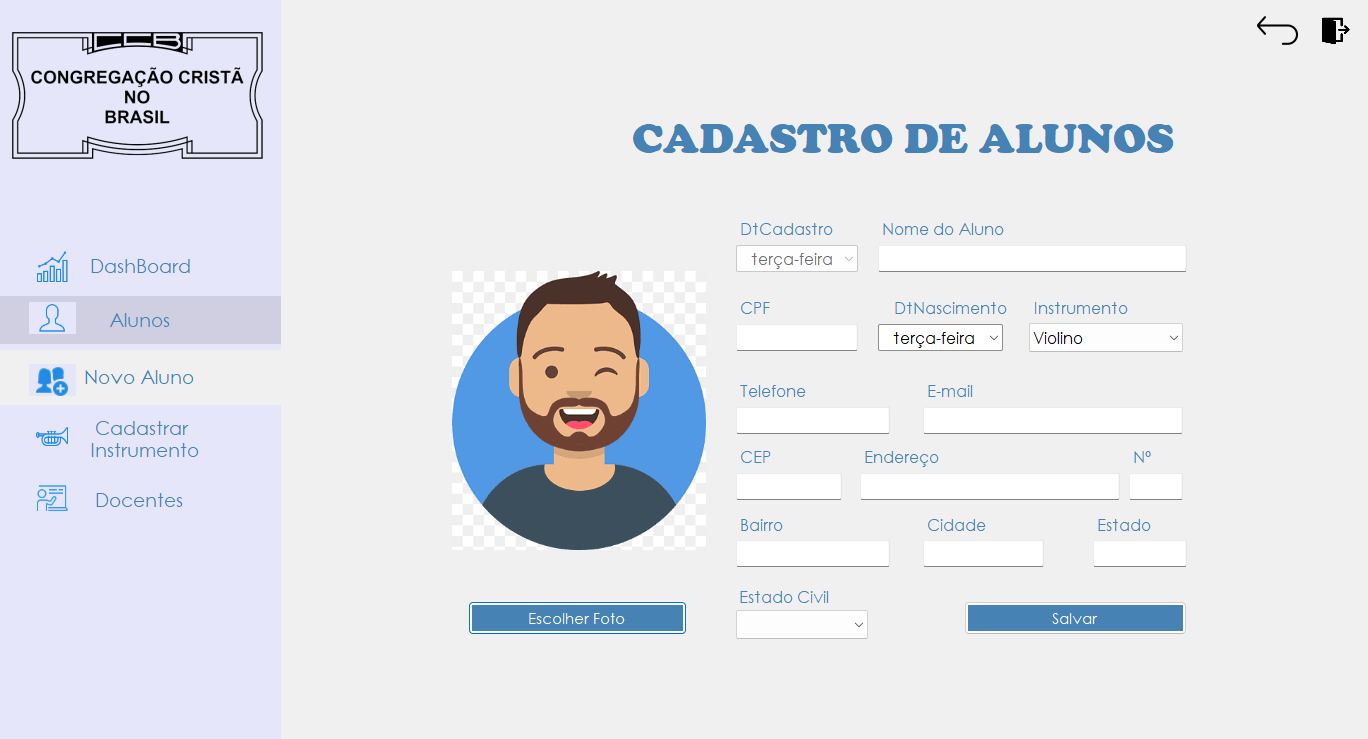 CCB
CONGREGAÇÃO CRISTÃ
NO
BRASIL
DashBoard
Alunos
Novo Aluno
Cadastrar
Instrumento
Docentes
CADASTRO DE ALUNOS
DtCadastro Nome do Aluno
terça-feira
CPF DtNascimento Instrumento
terça-feira Violino
Telefone E-mail
CEP Endereço Nº
Bairro Cidade Estado
Estado Civil
Escolher Foto Salvar